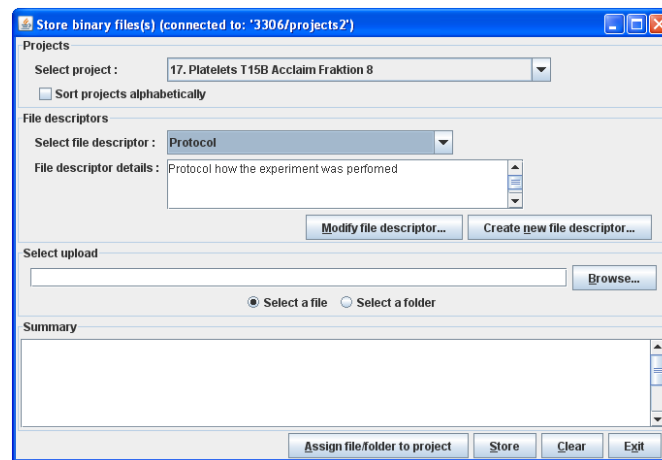 Store binary files(s) (connected to: '3306/projects2')
Projects
Select project : 17. Platelets T15B Acclaim Fraktion 8
Sort projects alphabetically
File descriptors
Select file descriptor : Protocol
File descriptor details : Protocol how the experiment was perfomed
Modify file descriptor... Create new file descriptor...
Select upload
Browse...
Select a file Select a folder
Summary
Assign file/folder to project Store Clear Exit